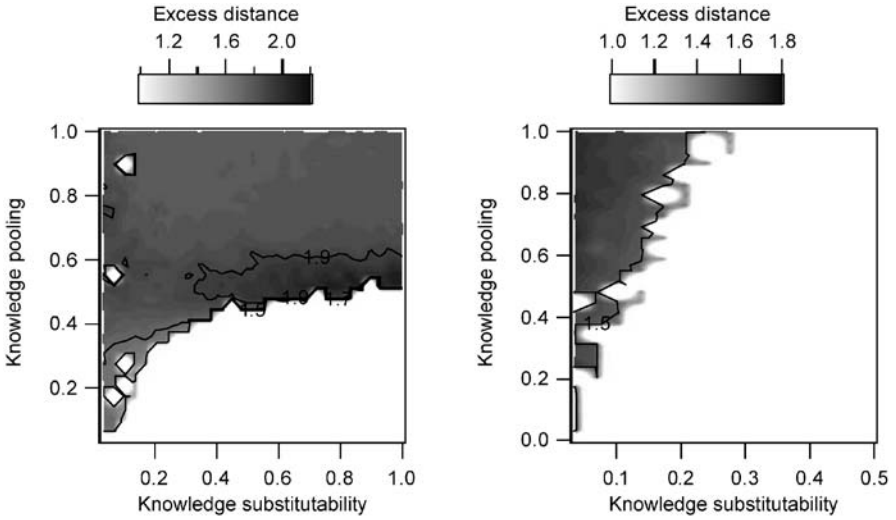 Excess distance
1.2 1.6 2.0
Knowledge pooling
1.0
0.8
0.6
0.4
0.2
1.9
1.5 1.9 1.7
0.2 0.4 0.6 0.8 1.0
Knowledge substitutability
Excess distance
1.0 1.2 1.4 1.6 1.8
Knowledge pooling
1.0
0.8
0.6
0.4
0.2
0.0
1.5
0.1 0.2 0.3 0.4 0.5
Knowledge substitutability